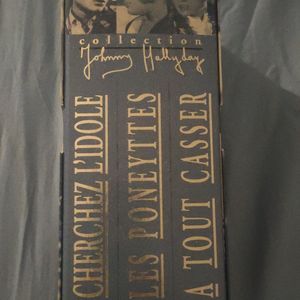 collection
Johnny Hallyday
CHERCHEZ L'IDOLE
LES PONEYTTES
A TOUT CASSER